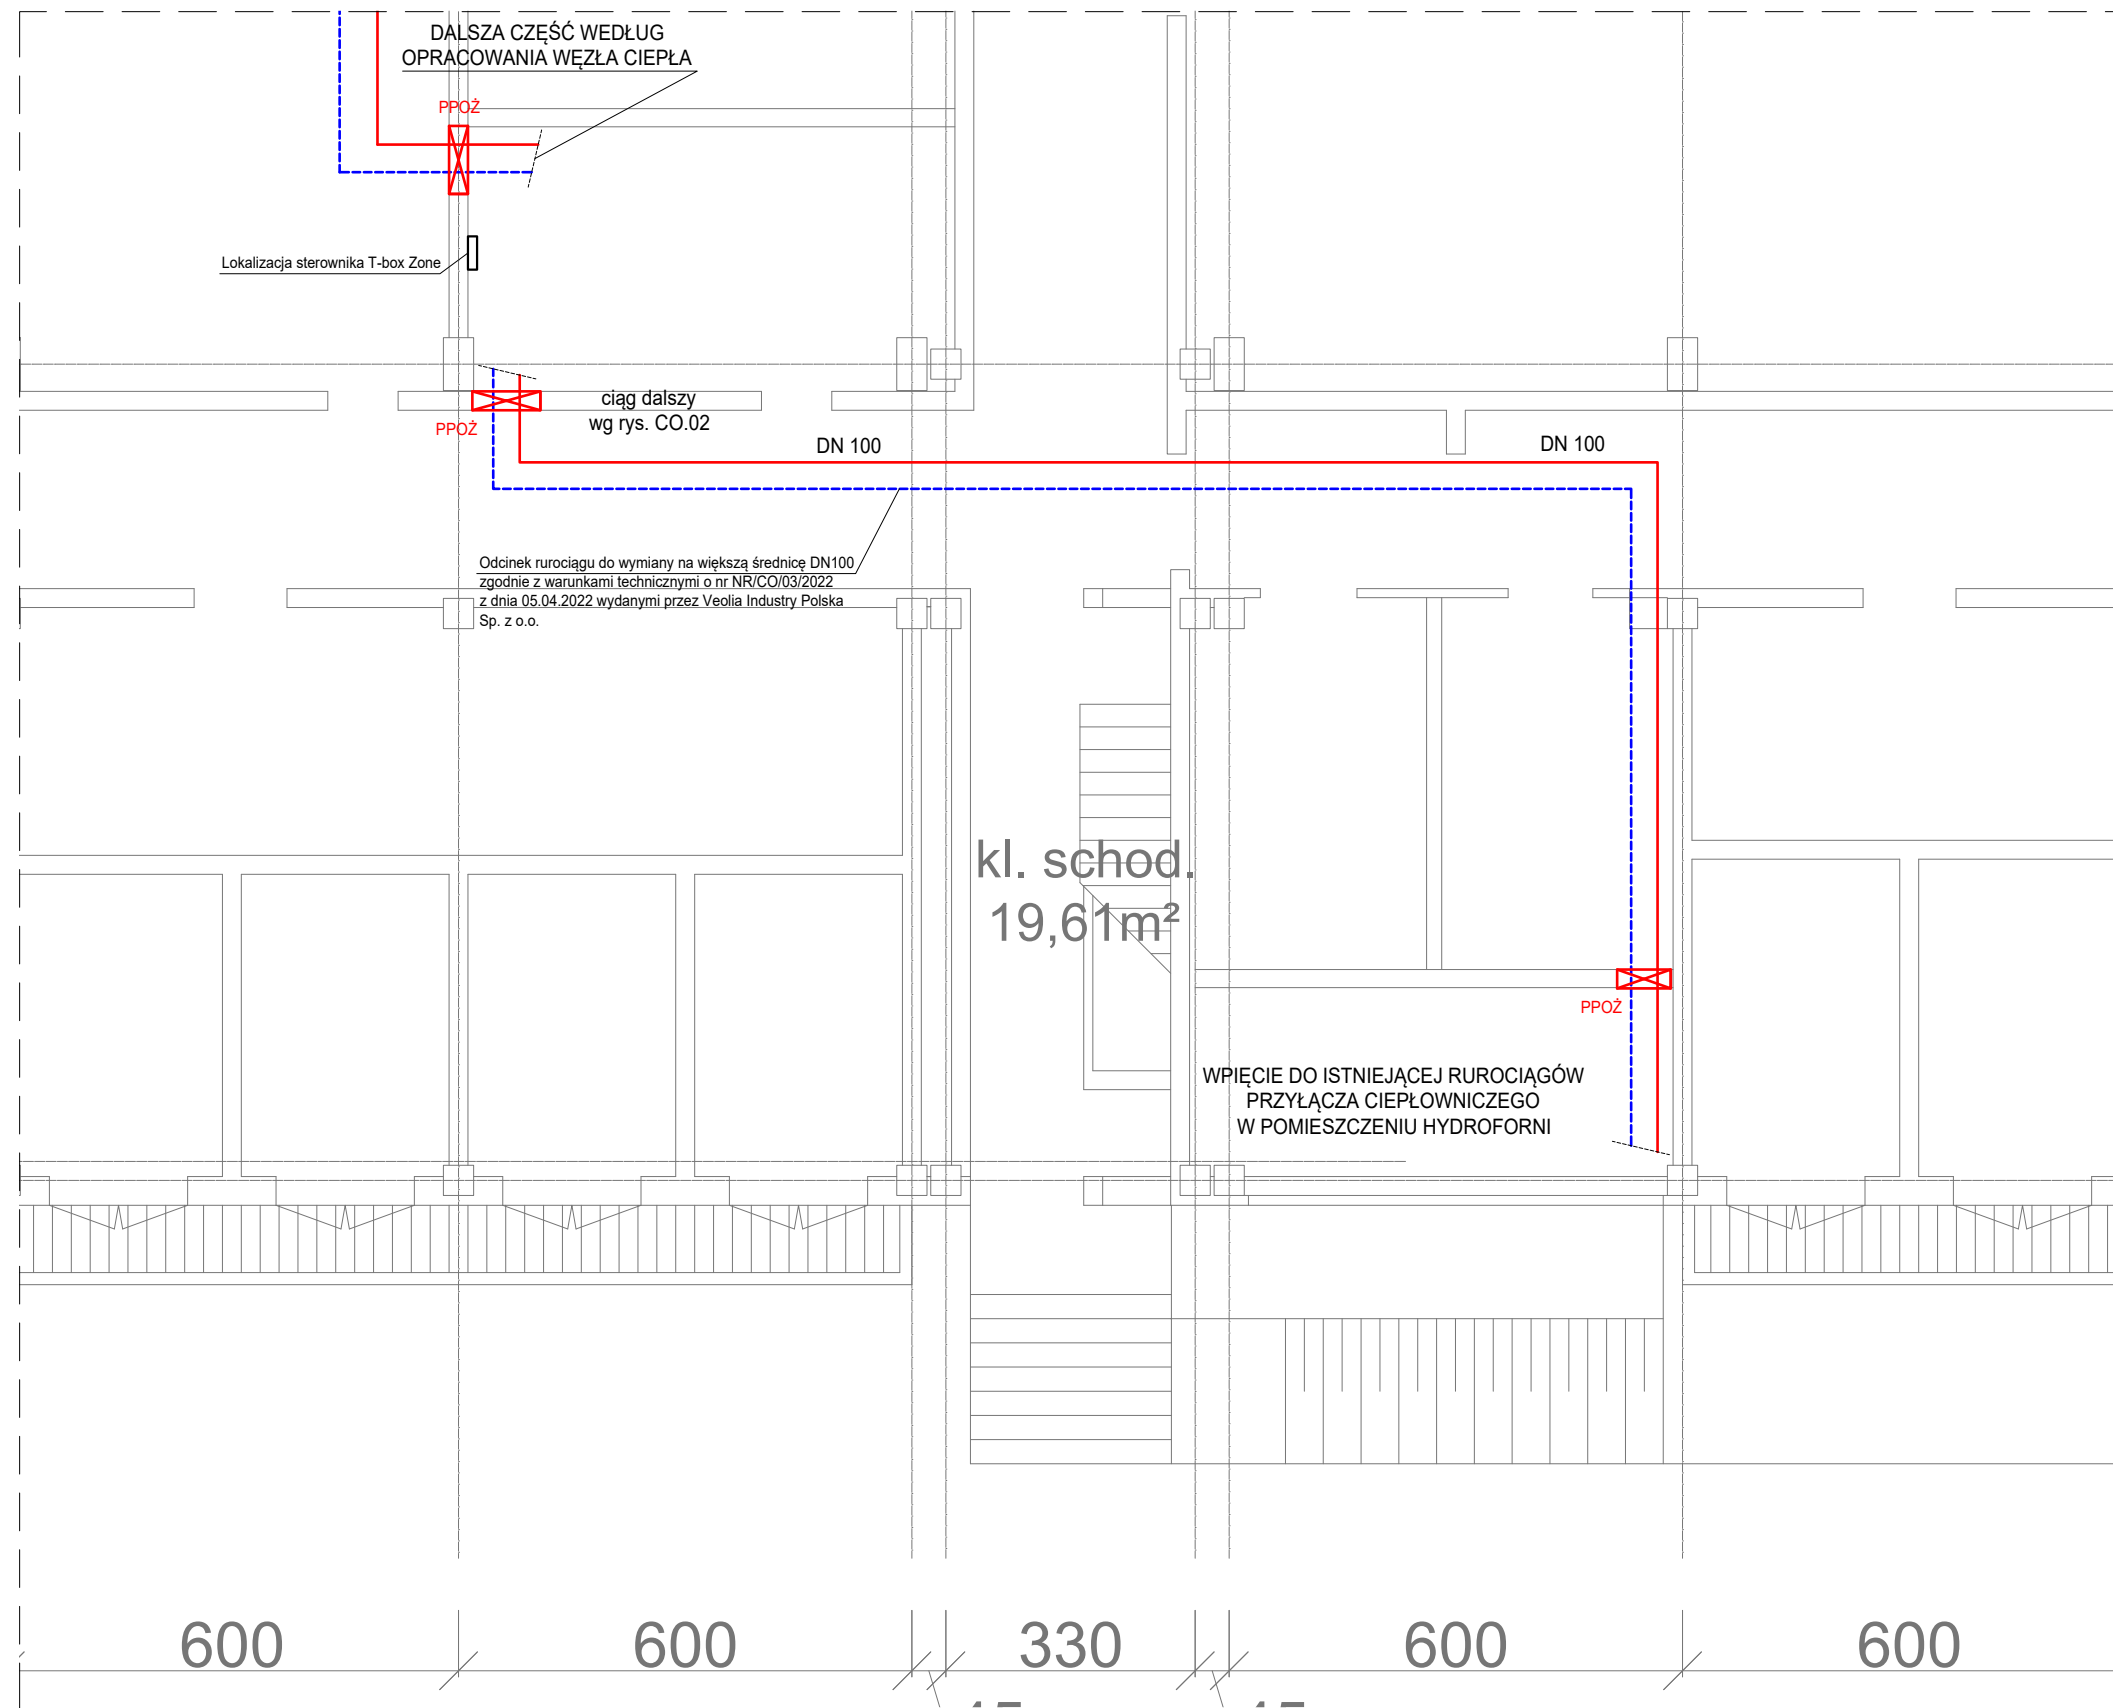 DALSZA CZĘŚĆ WEDŁUG
OPRACOWANIA WĘZŁA CIEPŁA
PPOŻ
Lokalizacja sterownika T-box Zone
ciąg dalszy
wg rys. CO.02
PPOŻ
DN 100
DN 100
Odcinek rurociągu do wymiany na większą średnicę DN100
zgodnie z warunkami technicznymi o nr NR/CO/03/2022
z dnia 05.04.2022 wydanymi przez Veolia Industry Polska
Sp. z o.o.
kl. schod.
19,61m²
PPOŻ
WPIĘCIE DO ISTNIEJĄCEJ RUROCIĄGÓW
PRZYŁĄCZA CIEPŁOWNICZEGO
W POMIESZCZENIU HYDROFORNI
600
600
330
600
600